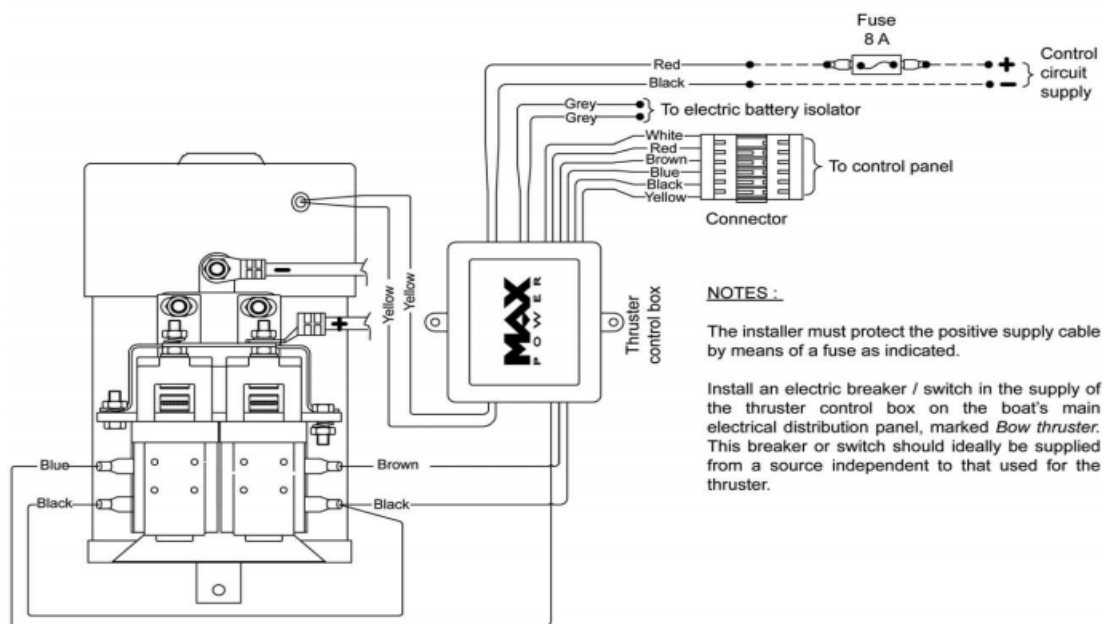 Fuse
8 A
Red
+
Control
circuit
supply
Black
−
Grey
Grey
To electric battery isolator
White
Red
Brown
Blue
Black
Yellow
To control panel
Connector
−
+
Yellow
Yellow
MAX
POWER
Thruster
control box
Blue
Brown
Black
Black
NOTES :
The installer must protect the positive supply cable
by means of a fuse as indicated.
Install an electric breaker / switch in the supply of
the thruster control box on the boat's main
electrical distribution panel, marked Bow thruster.
This breaker or switch should ideally be supplied
from a source independent to that used for the
thruster.